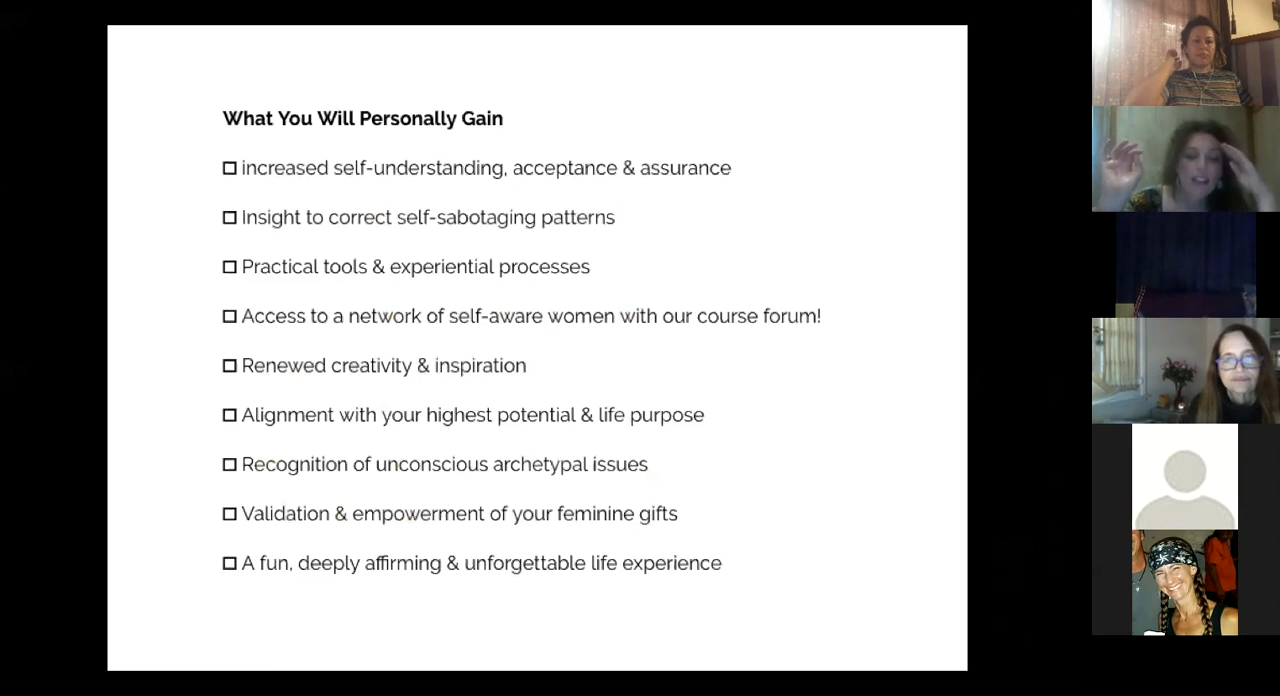 What You Will Personally Gain
increased self-understanding, acceptance & assurance
Insight to correct self-sabotaging patterns
Practical tools & experiential processes
Access to a network of self-aware women with our course forum!
Renewed creativity & inspiration
Alignment with your highest potential & life purpose
Recognition of unconscious archetypal issues
Validation & empowerment of your feminine gifts
A fun, deeply affirming & unforgettable life experience